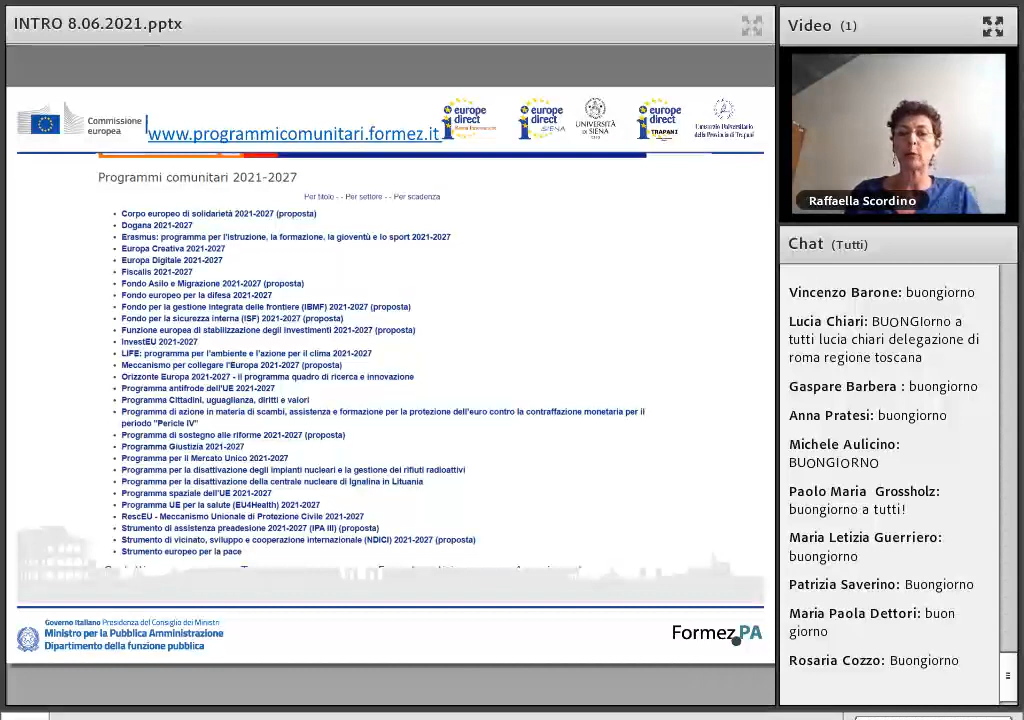 INTRO 8.06.2021.pptx
Commissione
europea
www.programmicomunitari.formez.it
europe
direct
europe
direct
SIENA
UNIVERSITÀ
DI SIENA
1240
europe
direct
TRAPANI
Programmi comunitari 2021-2027
Per titolo - - Per settore - - Per scadenza
• Corpo europeo di solidarietà 2021-2027 (proposta)
• Dogana 2021-2027
• Erasmus: programma per l'istruzione, la formazione, la gioventù e lo sport 2021-2027
• Europa Creativa 2021-2027
• Europa Digitale 2021-2027
• Fiscalis 2021-2027
• Fondo Asilo e Migrazione 2021-2027 (proposta)
• Fondo europeo per la difesa 2021-2027
• Fondo per la gestione integrata delle frontiere (IBMF) 2021-2027 (proposta)
• Fondo per la sicurezza interna (ISF) 2021-2027 (proposta)
• Funzione europea di stabilizzazione degli investimenti 2021-2027 (proposta)
• InvestEU 2021-2027
• LIFE: programma per l'ambiente e l'azione per il clima 2021-2027
• Meccanismo per collegare l'Europa 2021-2027 (proposta)
• Orizzonte Europa 2021-2027 - il programma quadro di ricerca e innovazione
• Programma antifrode dell'UE 2021-2027
• Programma Cittadini, uguaglianza, diritti e valori
• Programma di azione in materia di scambi, assistenza e formazione per la protezione dell'euro contro la contraffazione monetaria per il
periodo "Pericle IV"
• Programma di sostegno alle riforme 2021-2027 (proposta)
• Programma Giustizia 2021-2027
• Programma per il Mercato Unico 2021-2027
• Programma per la disattivazione degli impianti nucleari e la gestione dei rifiuti radioattivi
• Programma per la disattivazione della centrale nucleare di Ignalina in Lituania
• Programma spaziale dell'UE 2021-2027
• Programma UE per la salute (EU4Health) 2021-2027
• RescEU - Meccanismo Unionale di Protezione Civile 2021-2027
• Strumento di assistenza preadesione 2021-2027 (IPA III) (proposta)
• Strumento di vicinato, sviluppo e cooperazione internazionale (NDICI) 2021-2027 (proposta)
• Strumento europeo per la pace
Governo Italiano Presidenza del Consiglio dei Ministri
Ministro per la Pubblica Amministrazione
Dipartimento della funzione pubblica
Formez PA
Video (1)
Raffaella Scordino
Chat (Tutti)
Vincenzo Barone: buongiorno
Lucia Chiari: BUONGIorno a
tutti lucia chiari delegazione di
roma regione toscana
Gaspare Barbera : buongiorno
Anna Pratesi: buongiorno
Michele Aulicino:
BUONGIORNO
Paolo Maria Grossholz:
buongiorno a tutti!
Maria Letizia Guerriero:
buongiorno
Patrizia Saverino: Buongiorno
Maria Paola Dettori: buon
giorno
Rosaria Cozzo: Buongiorno